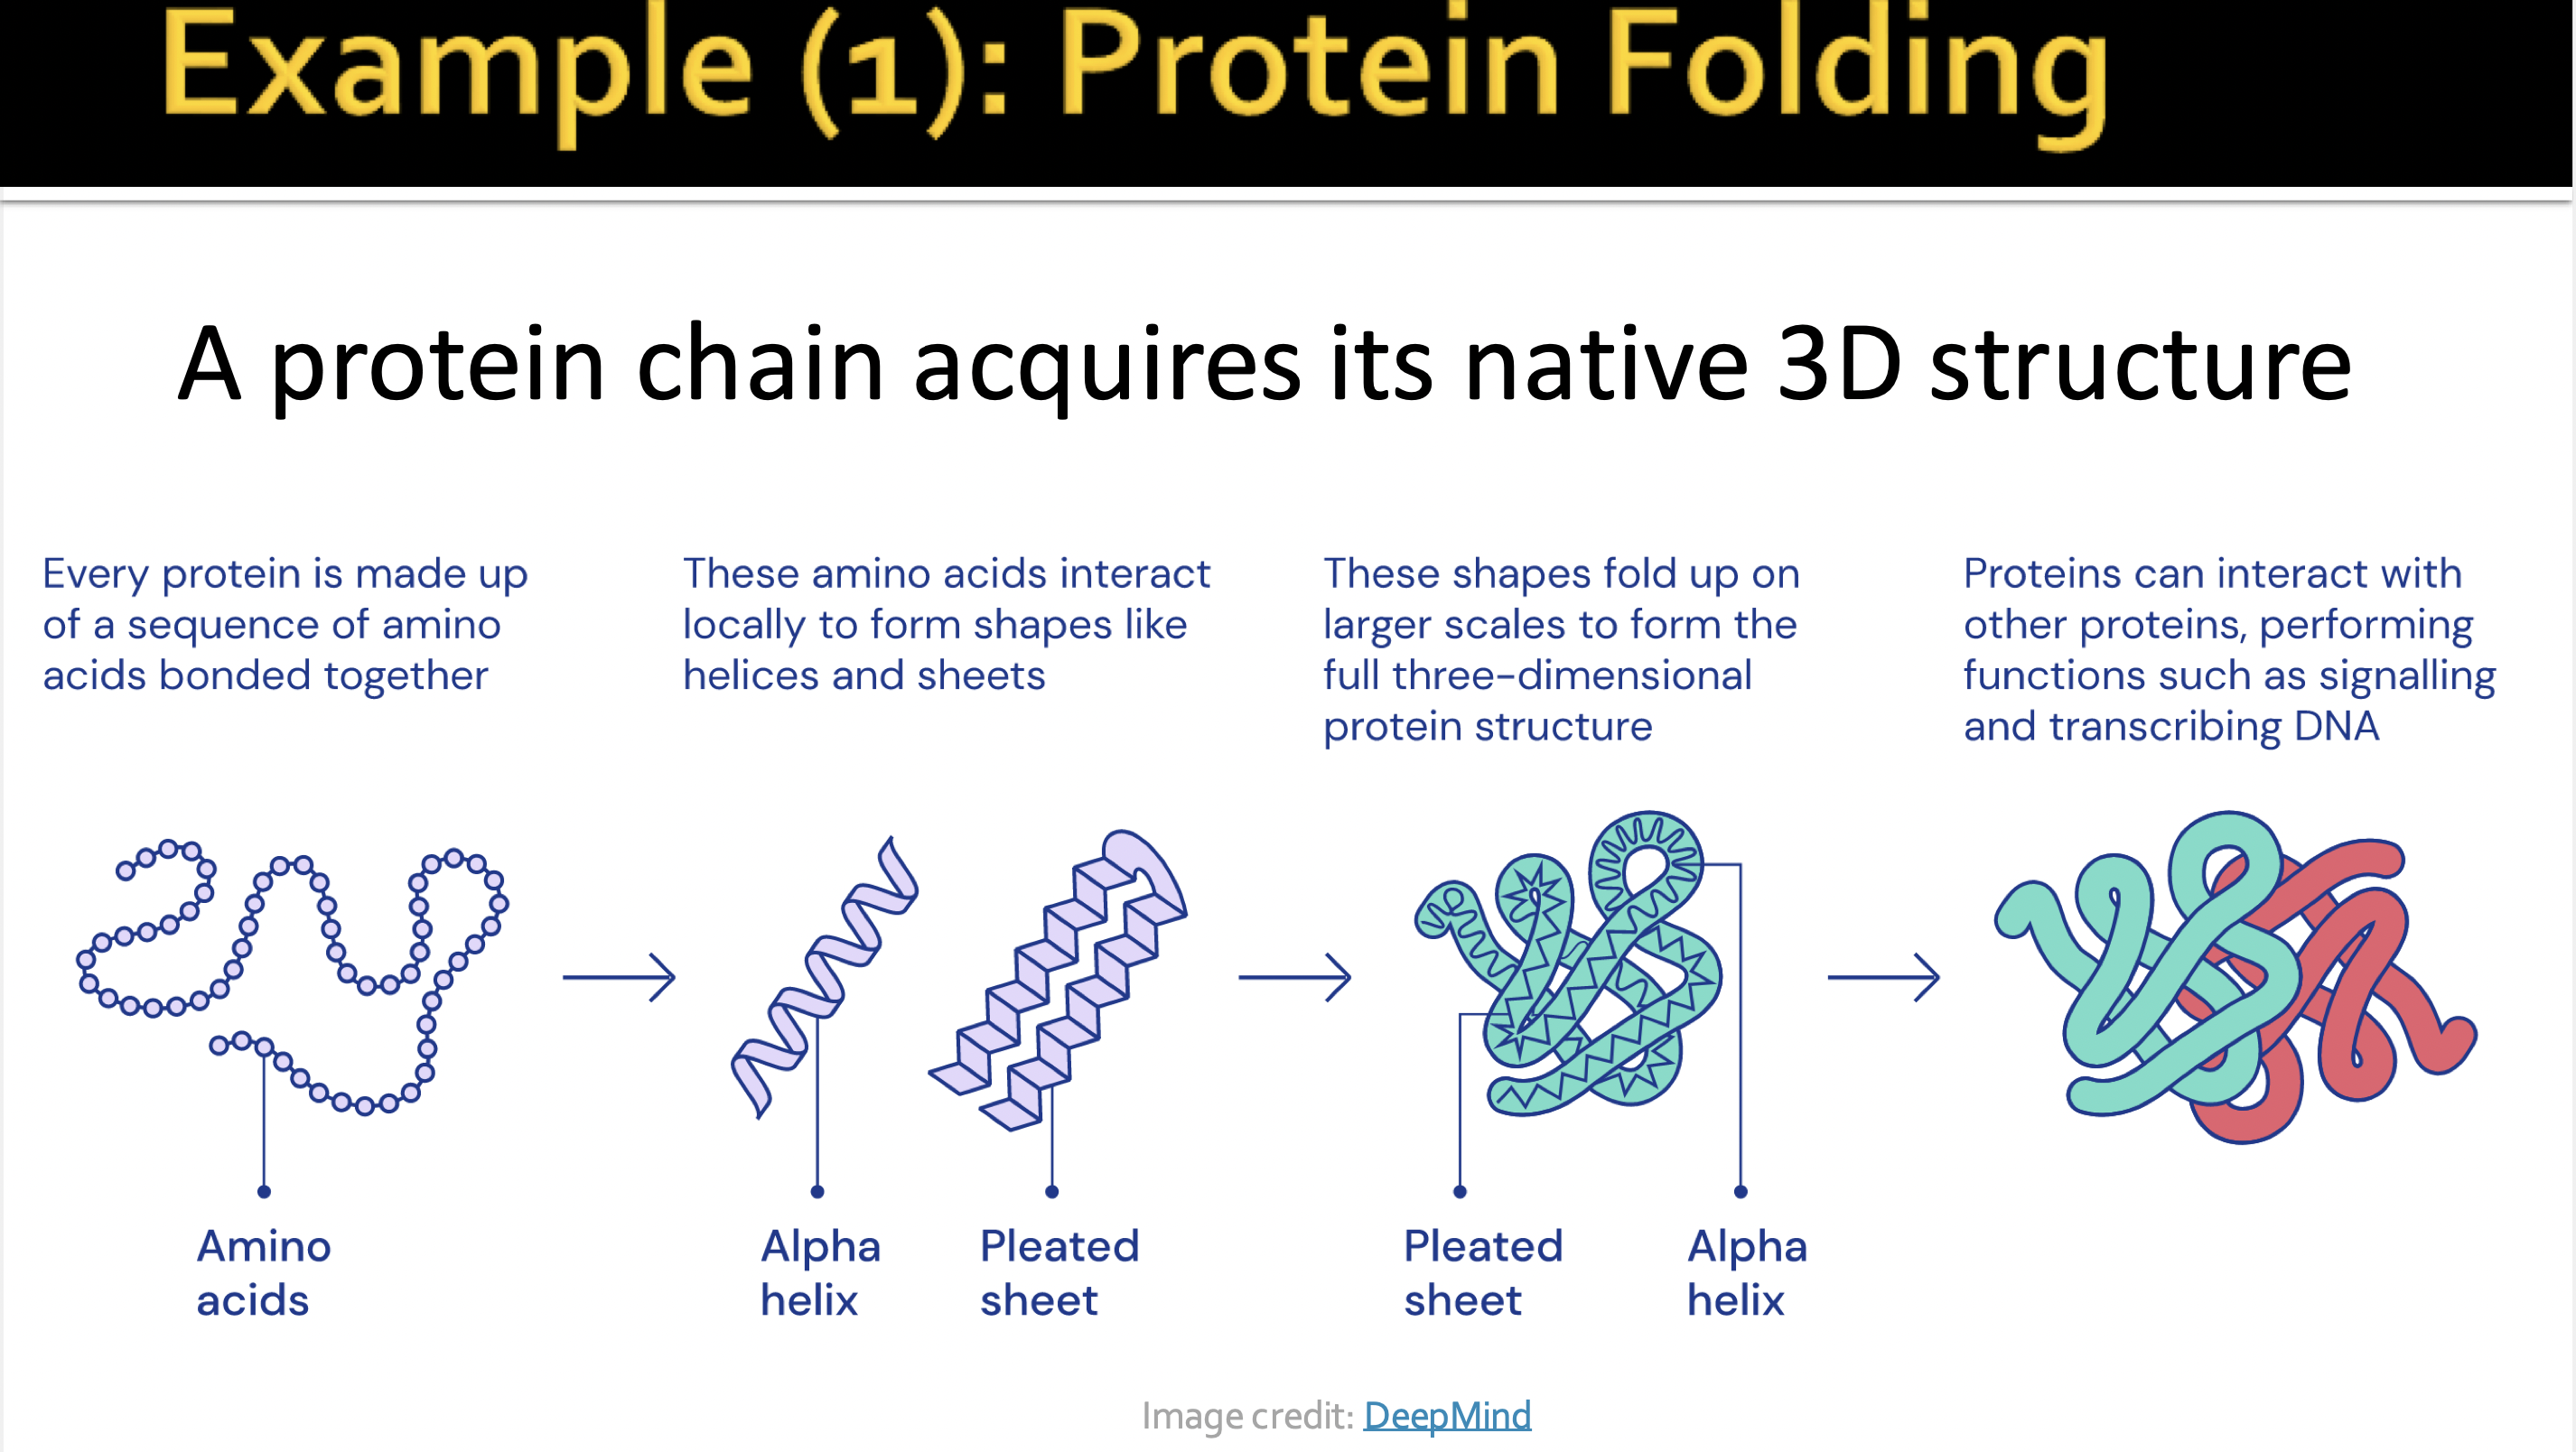 Example (1): Protein Folding
A protein chain acquires its native 3D structure
Every protein is made up
of a sequence of amino
acids bonded together
These amino acids interact
locally to form shapes like
helices and sheets
These shapes fold up on
larger scales to form the
full three-dimensional
protein structure
Proteins can interact with
other proteins, performing
functions such as signalling
and transcribing DNA
Amino
acids
Alpha
helix
Pleated
sheet
Pleated
sheet
Alpha
helix
Image credit: DeepMind